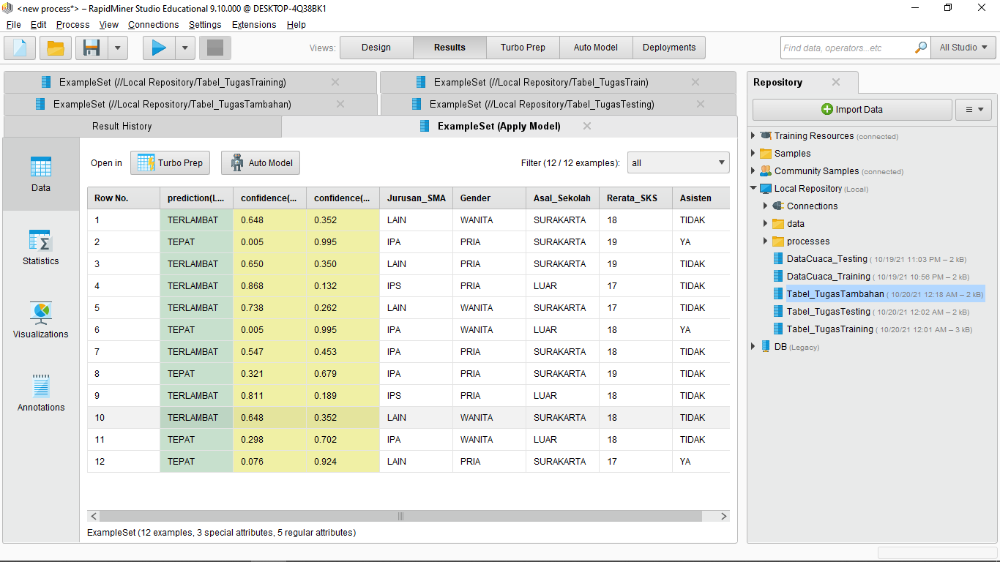 <new process*> – RapidMiner Studio Educational 9.10.000 @ DESKTOP-4Q38BK1
File Edit Process View Connections Settings Extensions Help
Views: Design Results Turbo Prep Auto Model Deployments Find data, operators...etc All Studio
ExampleSet (//Local Repository/Tabel_TugasTraining) ExampleSet (//Local Repository/Tabel_TugasTrain)
ExampleSet (//Local Repository/Tabel_TugasTambahan) ExampleSet (//Local Repository/Tabel_TugasTesting)
Result History ExampleSet (Apply Model)
Data
Statistics
Visualizations
Annotations
Open in Turbo Prep Auto Model Filter (12 / 12 examples): all
Row No. prediction(L... confidence(... confidence(... Jurusan_SMA Gender Asal_Sekolah Rerata_SKS Asisten
1 TERLAMBAT 0.648 0.352 LAIN WANITA SURAKARTA 18 TIDAK
2 TEPAT 0.005 0.995 IPA PRIA SURAKARTA 19 YA
3 TERLAMBAT 0.650 0.350 LAIN PRIA SURAKARTA 19 TIDAK
4 TERLAMBAT 0.868 0.132 IPS PRIA LUAR 17 TIDAK
5 TERLAMBAT 0.738 0.262 LAIN WANITA SURAKARTA 17 TIDAK
6 TEPAT 0.005 0.995 IPA WANITA LUAR 18 YA
7 TERLAMBAT 0.547 0.453 IPA PRIA SURAKARTA 18 TIDAK
8 TEPAT 0.321 0.679 IPA PRIA SURAKARTA 19 TIDAK
9 TERLAMBAT 0.811 0.189 IPS PRIA LUAR 18 TIDAK
10 TERLAMBAT 0.648 0.352 LAIN WANITA SURAKARTA 18 TIDAK
11 TEPAT 0.298 0.702 IPA WANITA LUAR 18 TIDAK
12 TEPAT 0.076 0.924 LAIN PRIA SURAKARTA 17 YA
ExampleSet (12 examples, 3 special attributes, 5 regular attributes)
Repository
Import Data
Training Resources (connected)
Samples
Community Samples (connected)
Local Repository (Local)
Connections
data
processes
DataCuaca_Testing ( 10/19/21 11:03 PM – 2 kB)
DataCuaca_Training ( 10/19/21 10:56 PM – 2 kB)
Tabel_TugasTambahan ( 10/20/21 12:18 AM – 2 kB)
Tabel_TugasTesting ( 10/20/21 12:02 AM – 2 kB)
Tabel_TugasTraining ( 10/20/21 12:01 AM – 3 kB)
DB (Legacy)